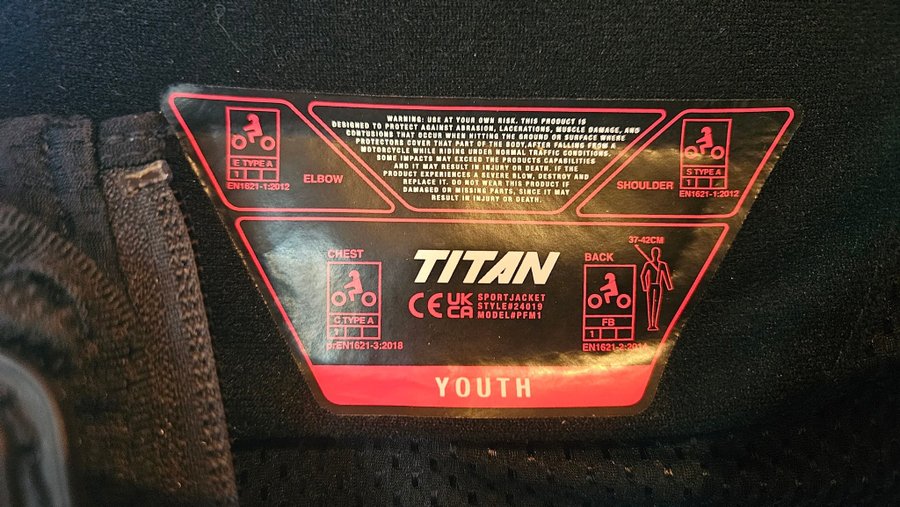 WARNING: USE AT YOUR OWN RISK. THIS PRODUCT IS
DESIGNED TO PROTECT AGAINST ABRASION, LACERATIONS, MUSCLE DAMAGE, AND
CONTUSIONS THAT OCCUR WHEN HITTING THE GROUND OR SURFACE WHERE
PROTECTORS COVER THAT PART OF THE BODY, AFTER FALLING FROM A
MOTORCYCLE WHILE RIDING UNDER NORMAL TRAFFIC CONDITIONS.
SOME IMPACTS MAY EXCEED THE PRODUCTS CAPABILITIES
AND IT MAY RESULT IN INJURY OR DEATH. IF THE
PRODUCT EXPERIENCES A SEVERE BLOW, DESTROY AND
REPLACE IT. DO NOT WEAR THIS PRODUCT IF
DAMAGED OR MISSING PARTS, SINCE IT MAY
RESULT IN INJURY OR DEATH.
E TYPE A
1
EN1621-1:2012
ELBOW
SHOULDER
S TYPE A
1
EN1621-1:2012
CHEST
C TYPE A
1
prEN1621-3:2018
TITAN
CE UK CA
SPORTJACKET
STYLE#24019
MODEL#PFM1
37-42CM
BACK
FB
1
YOUTH